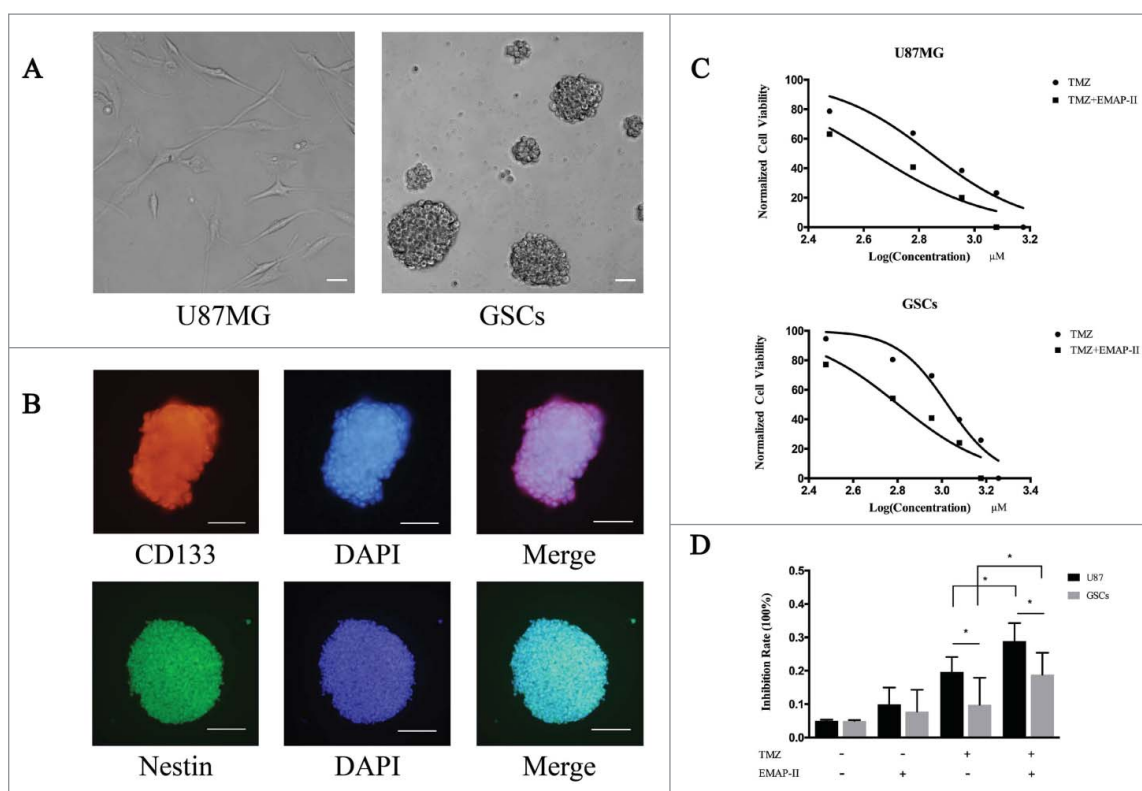 A
U87MG
GSCs
B
CD133
DAPI
Merge
Nestin
DAPI
Merge
C
U87MG
Normalized Cell Viability
100
80
60
40
20
0
2.4
2.6
2.8
3.0
3.2
Log(Concentration) μM
TMZ
TMZ+EMAP-II
GSCs
Normalized Cell Viability
100
80
60
40
20
0
2.4
2.6
2.8
3.0
3.2
3.4
Log(Concentration) μM
TMZ
TMZ+EMAP-II
D
Inhibition Rate (100%)
0.5
0.4
0.3
0.2
0.1
0.0
* * * *
U87
GSCs
TMZ - - + +
EMAP-II - + - +